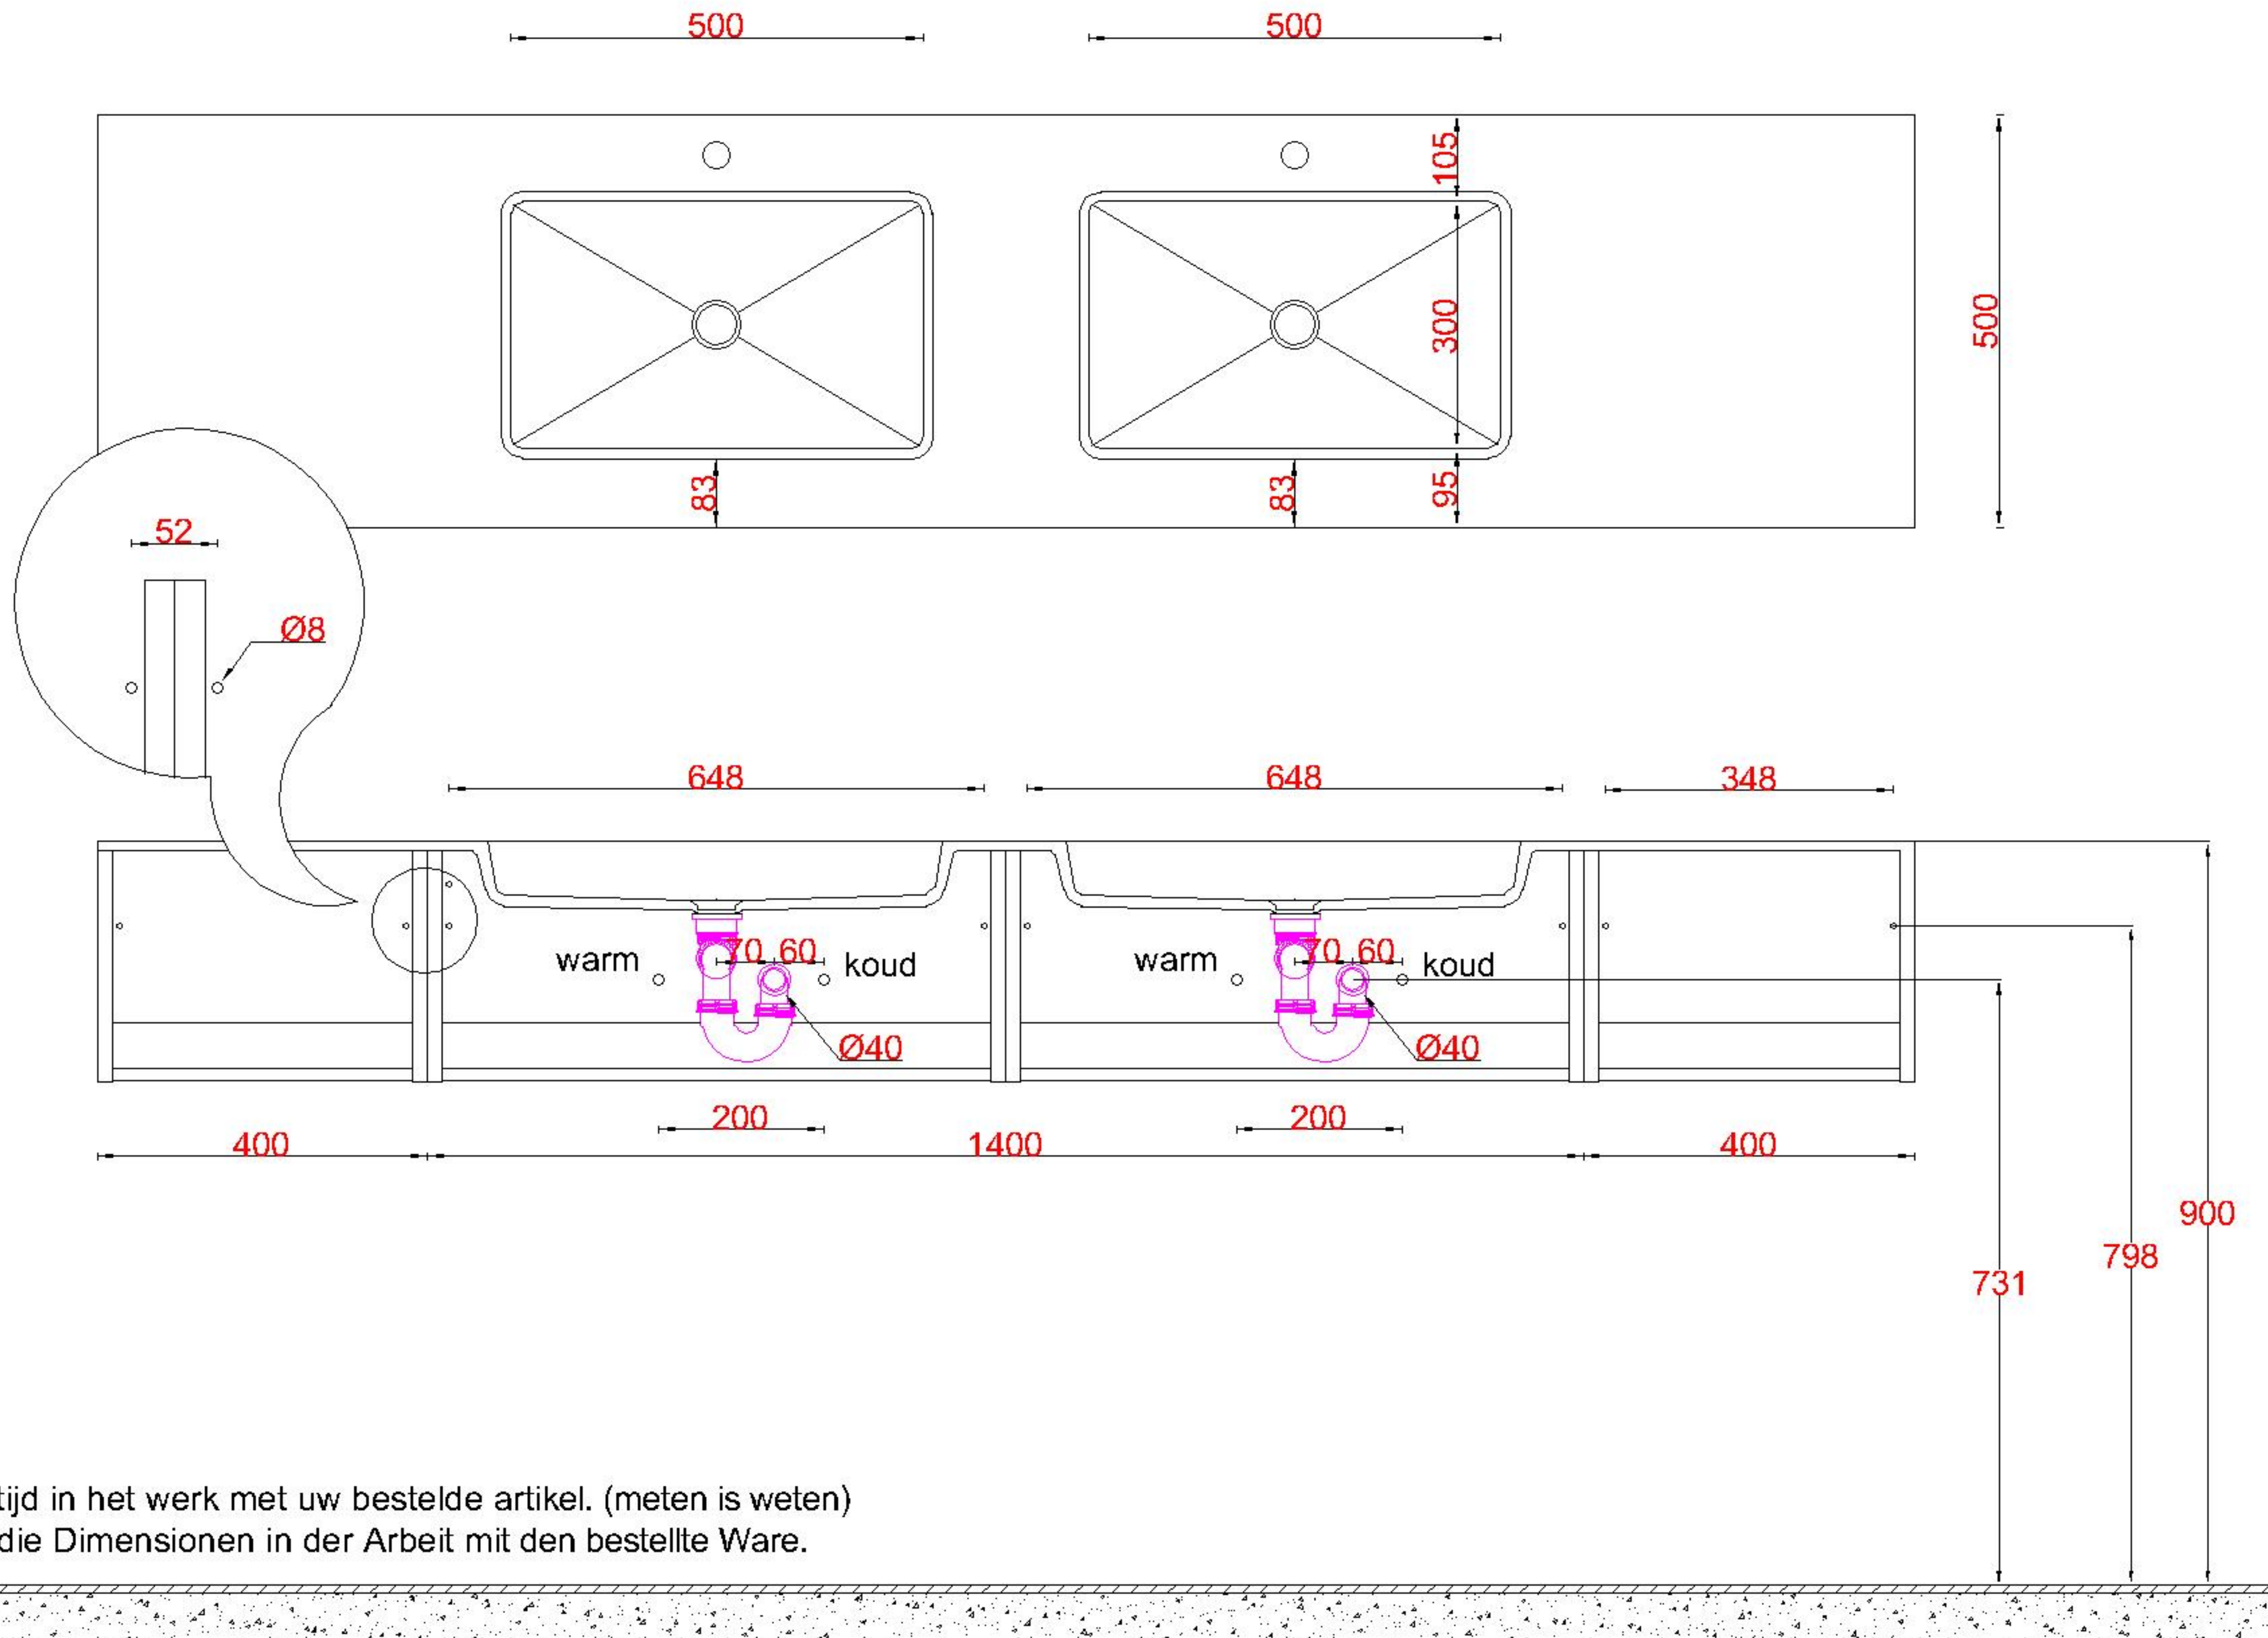 500 500
105
300
500
83 83 95
52
Ø8
648 648 348
warm 70 60 koud warm 70 60 koud
Ø40 Ø40
200 200
400 1400 400
900
798
731
tijd in het werk met uw bestelde artikel. (meten is weten)
die Dimensionen in der Arbeit mit den bestellte Ware.